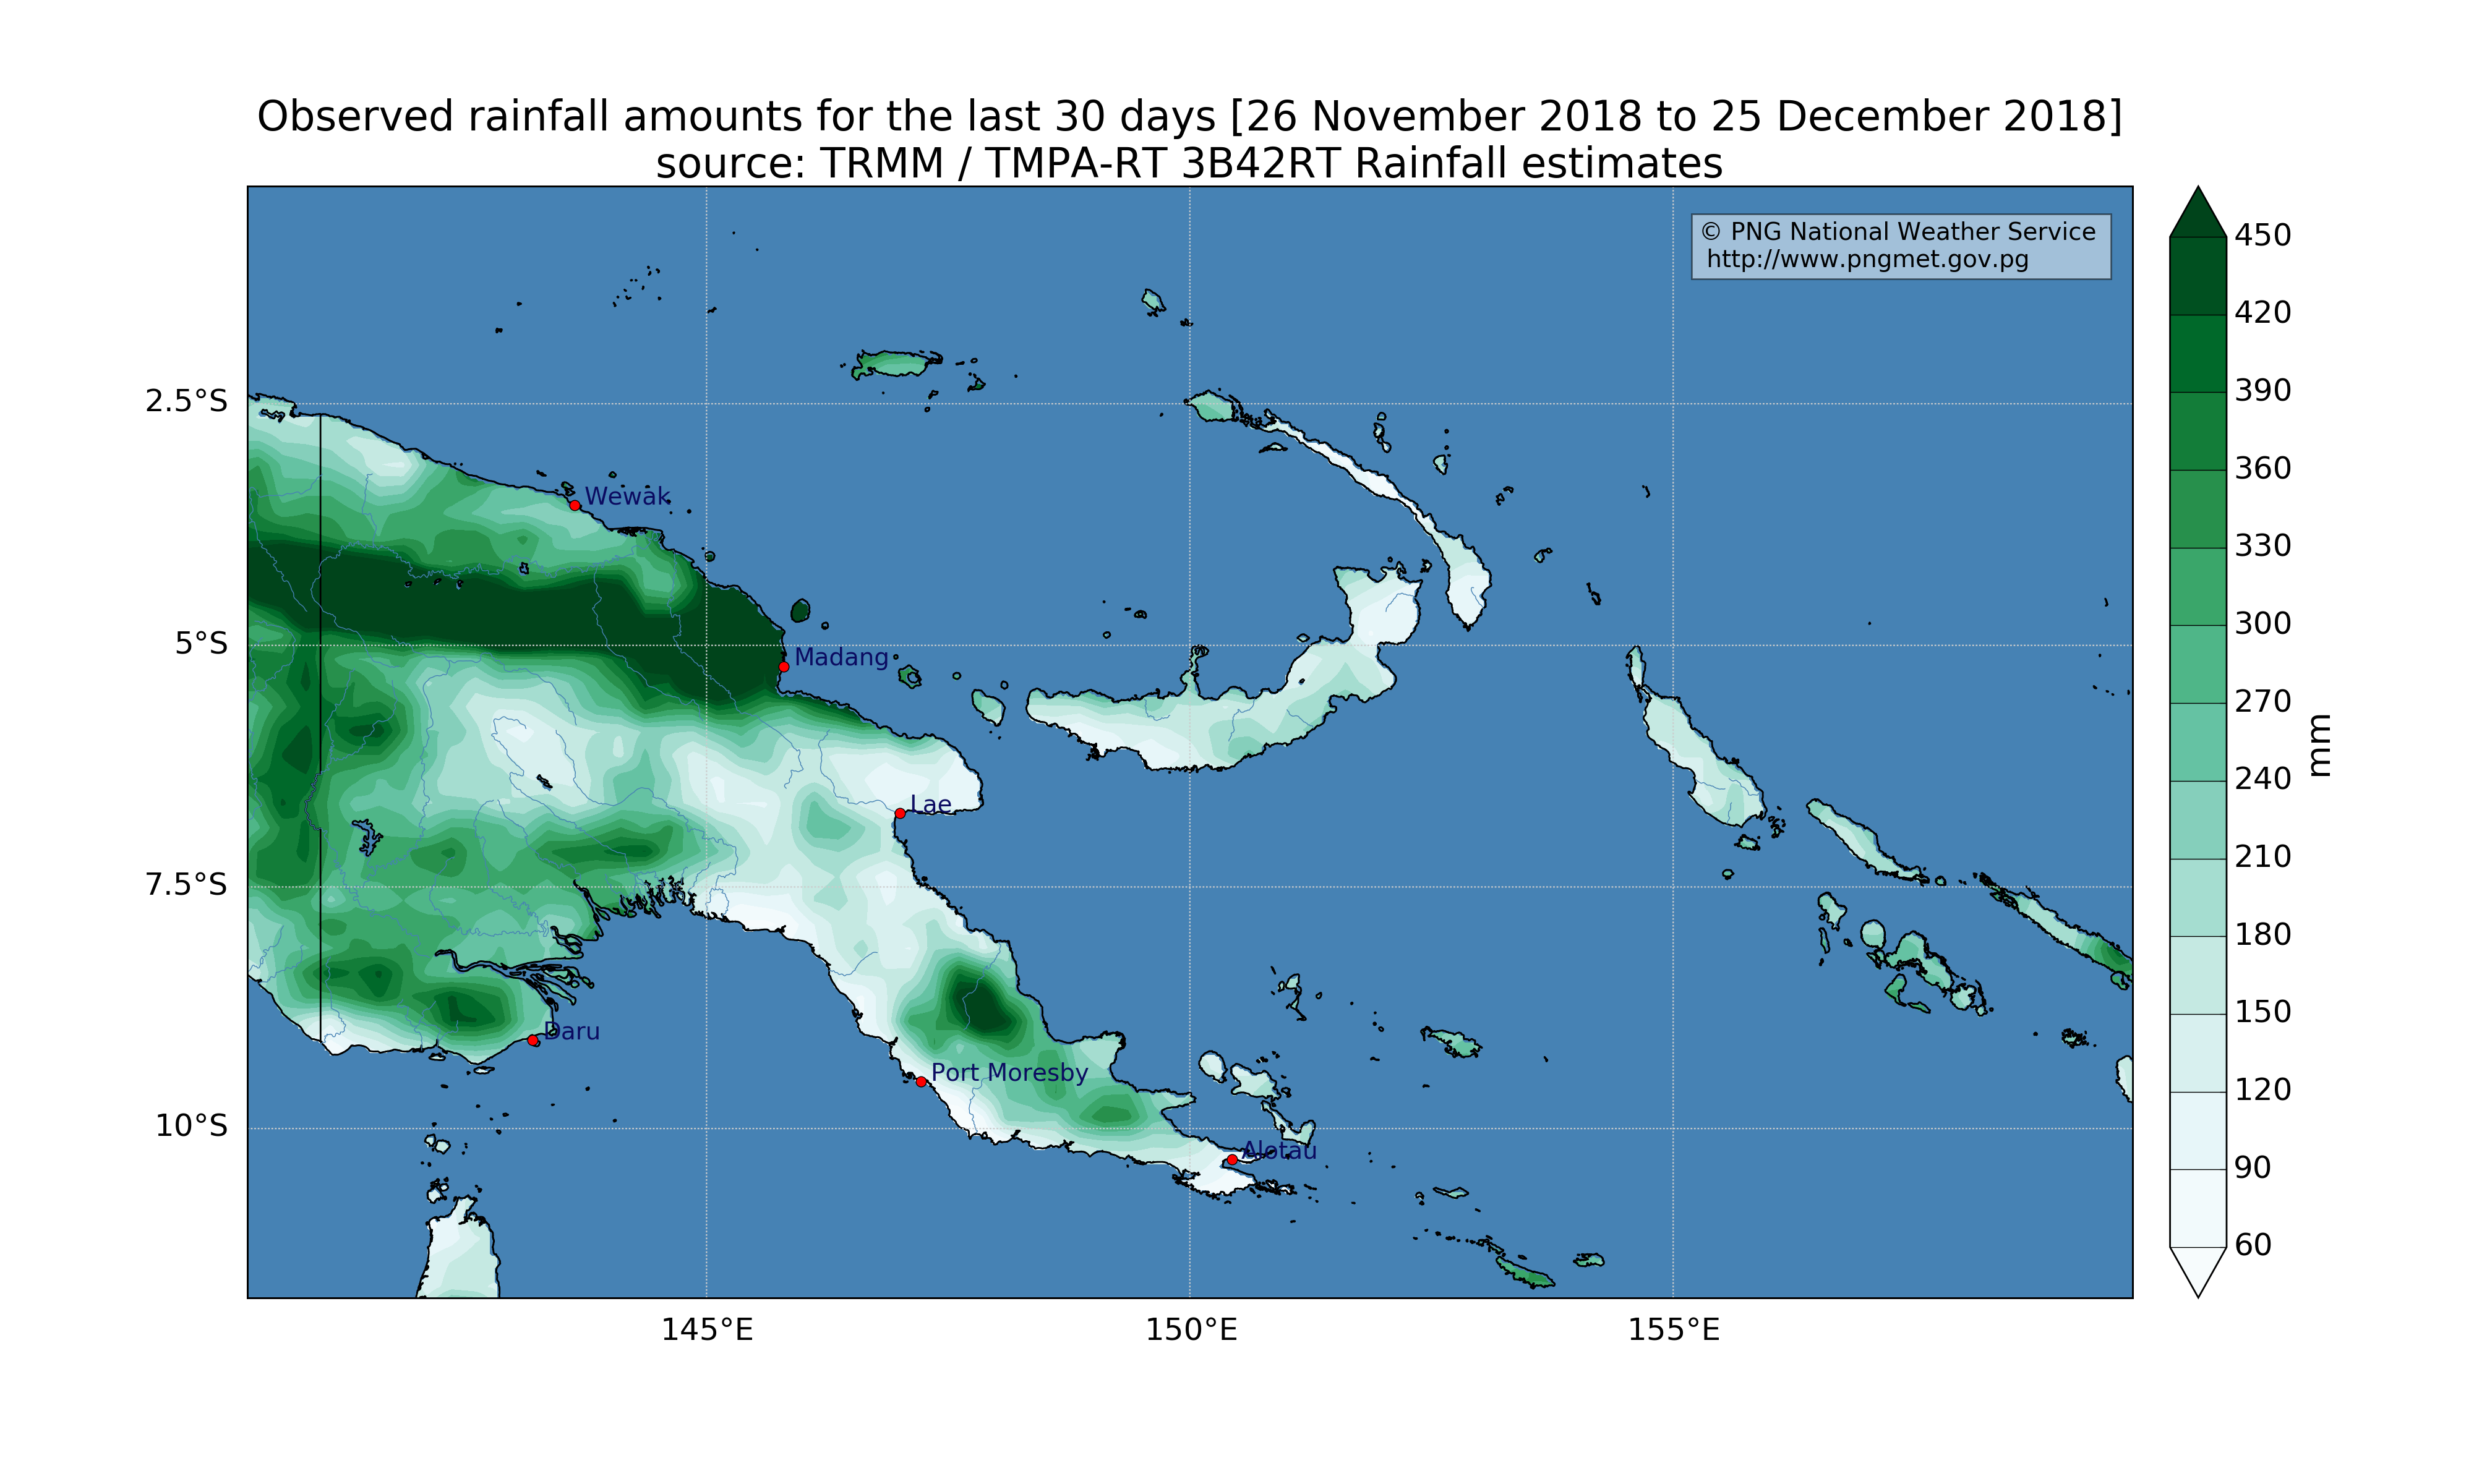 Observed rainfall amounts for the last 30 days [26 November 2018 to 25 December 2018]
source: TRMM / TMPA-RT 3B42RT Rainfall estimates
© PNG National Weather Service
http://www.pngmet.gov.pg
2.5°S
5°S
7.5°S
10°S
Wewak
Madang
Lae
Daru
Port Moresby
Alotau
145°E
150°E
155°E
450
420
390
360
330
300
270
240
210
180
150
120
90
60
mm